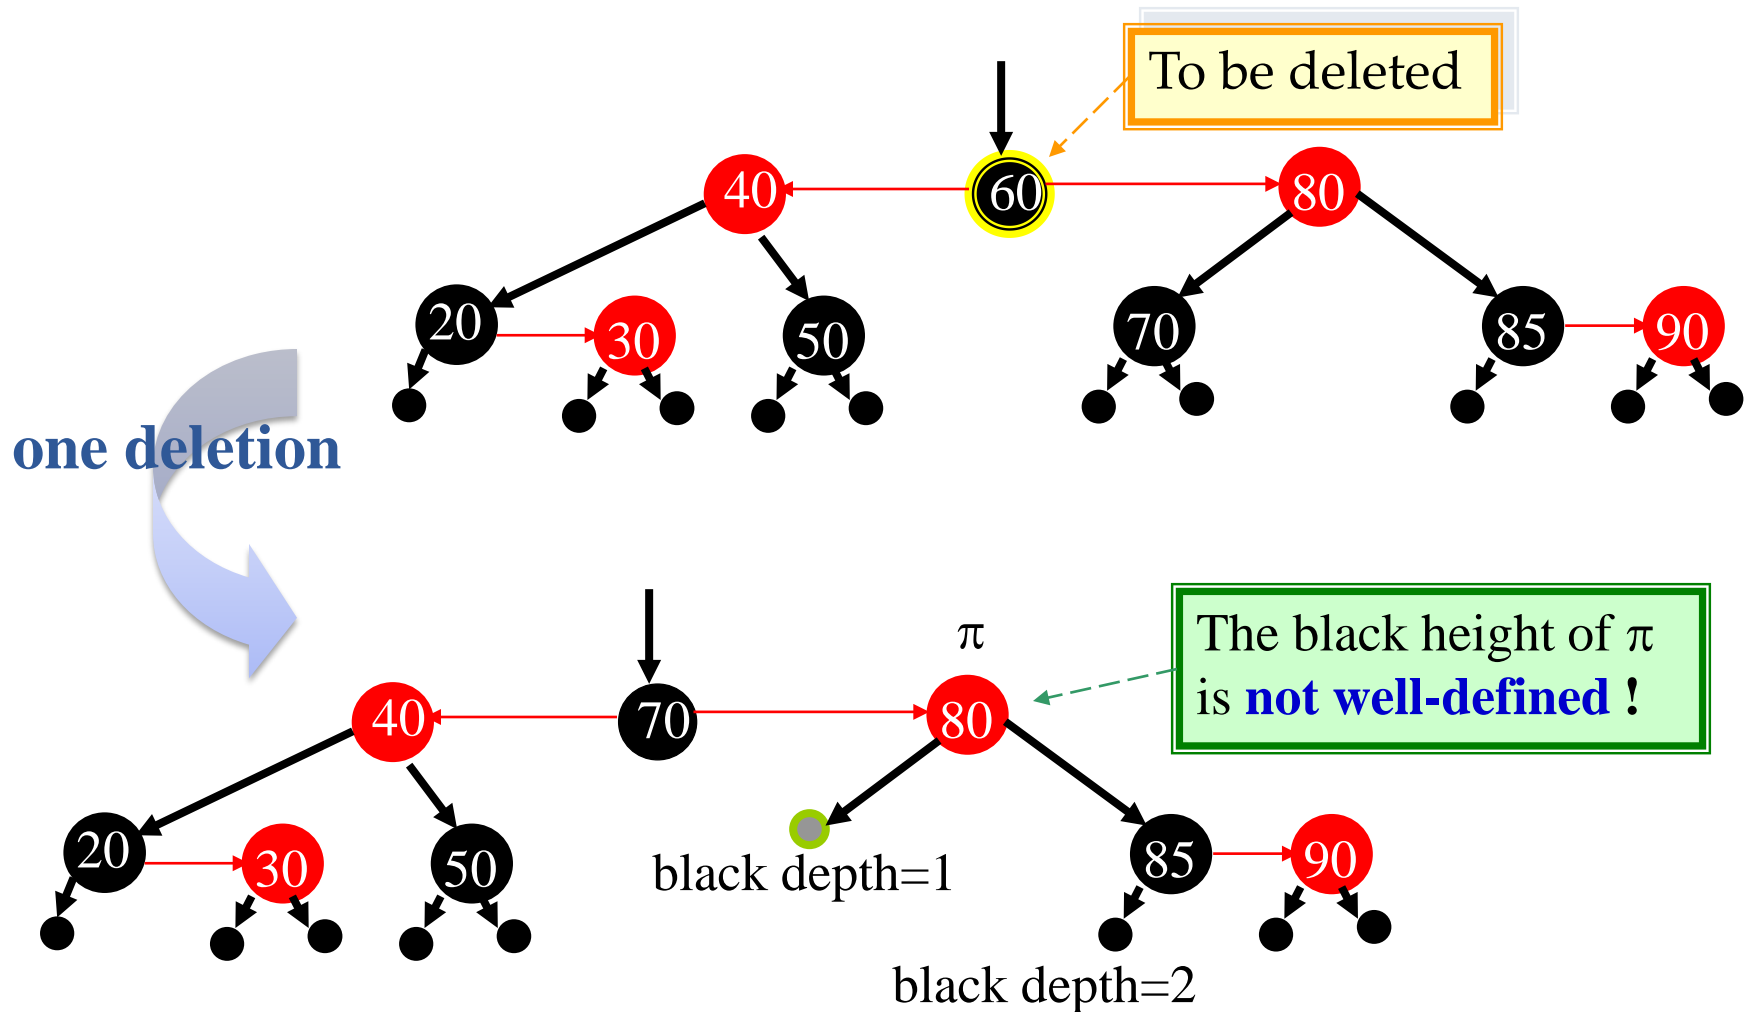 To be deleted
40
60
80
20
30
50
70
85
90
one deletion
π
The black height of π
is not well-defined !
40
70
80
20
30
50
85
90
black depth=1
black depth=2